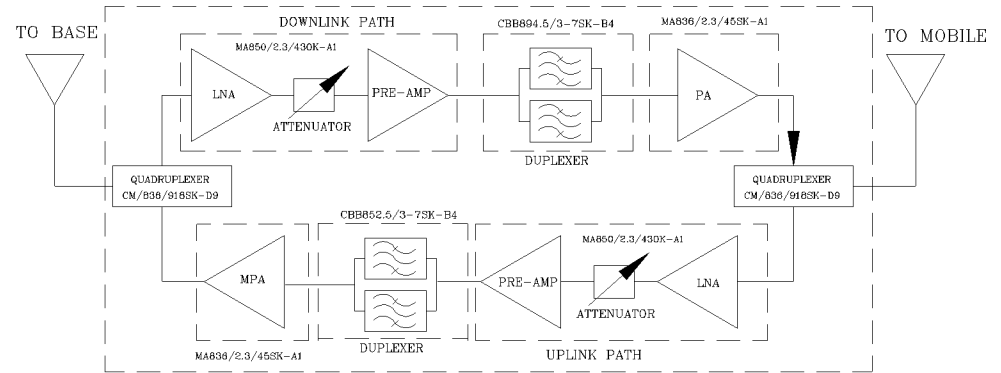 DOWNLINK PATH
CBB894.5/3-7SK-B4
MA836/2.3/45SK-A1
TO BASE
TO MOBILE
MA850/2.3/430K-A1
LNA
PRE-AMP
PA
ATTENUATOR
DUPLEXER
QUADRUPLEXER
CM/836/918SK-D9
QUADRUPLEXER
CM/836/918SK-D9
CBB852.5/3-7SK-B4
MA850/2.3/430K-A1
MPA
PRE-AMP
LNA
ATTENUATOR
DUPLEXER
MA836/2.3/45SK-A1
UPLINK PATH